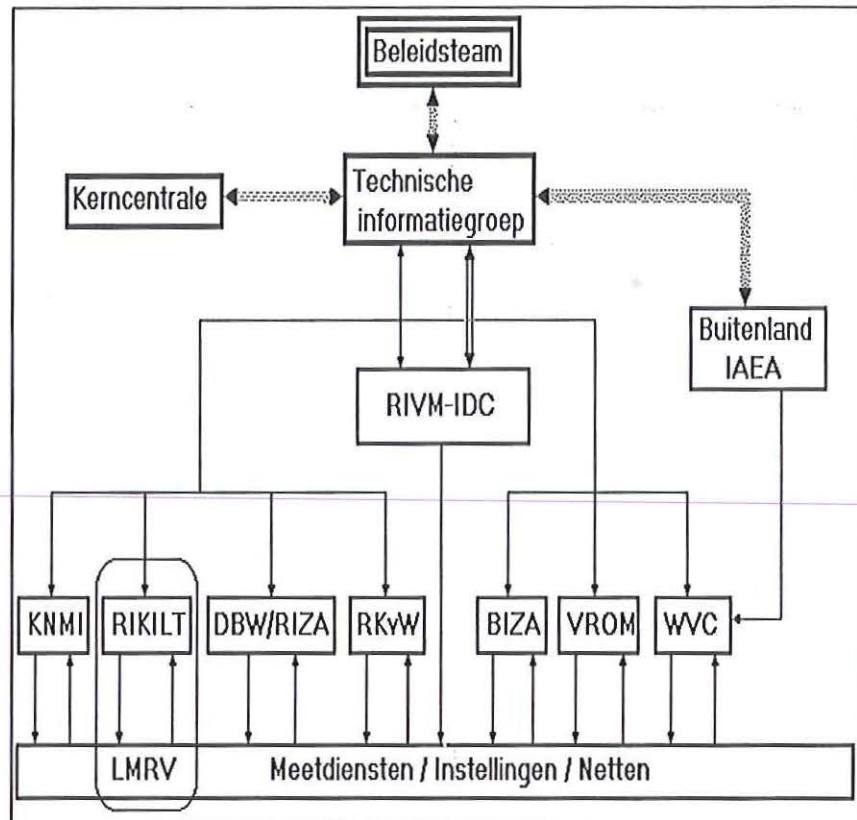 Beleidsteam
Technische
informatiegroep
Kerncentrale
Buitenland
IAEA
RIVM-IDC
KNMI
RIKILT
DBW/RIZA
RKvW
BIZA
VROM
WVC
LMRV
Meetdiensten / Instellingen / Netten